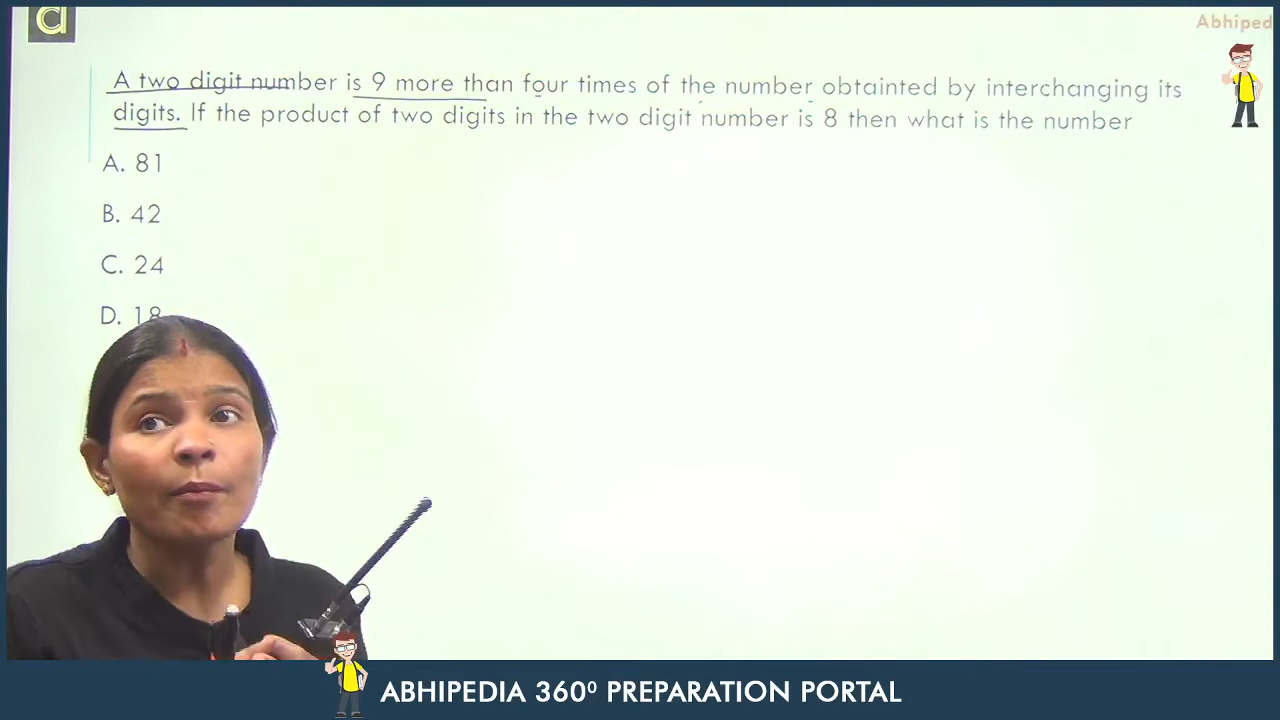 d
Abhiped
A two digit number is 9 more than four times of the number obtainted by interchanging its
digits. If the product of two digits in the two digit number is 8 then what is the number
A. 81
B. 42
C. 24
D. 18
ABHIPEDIA 360⁰ PREPARATION PORTAL